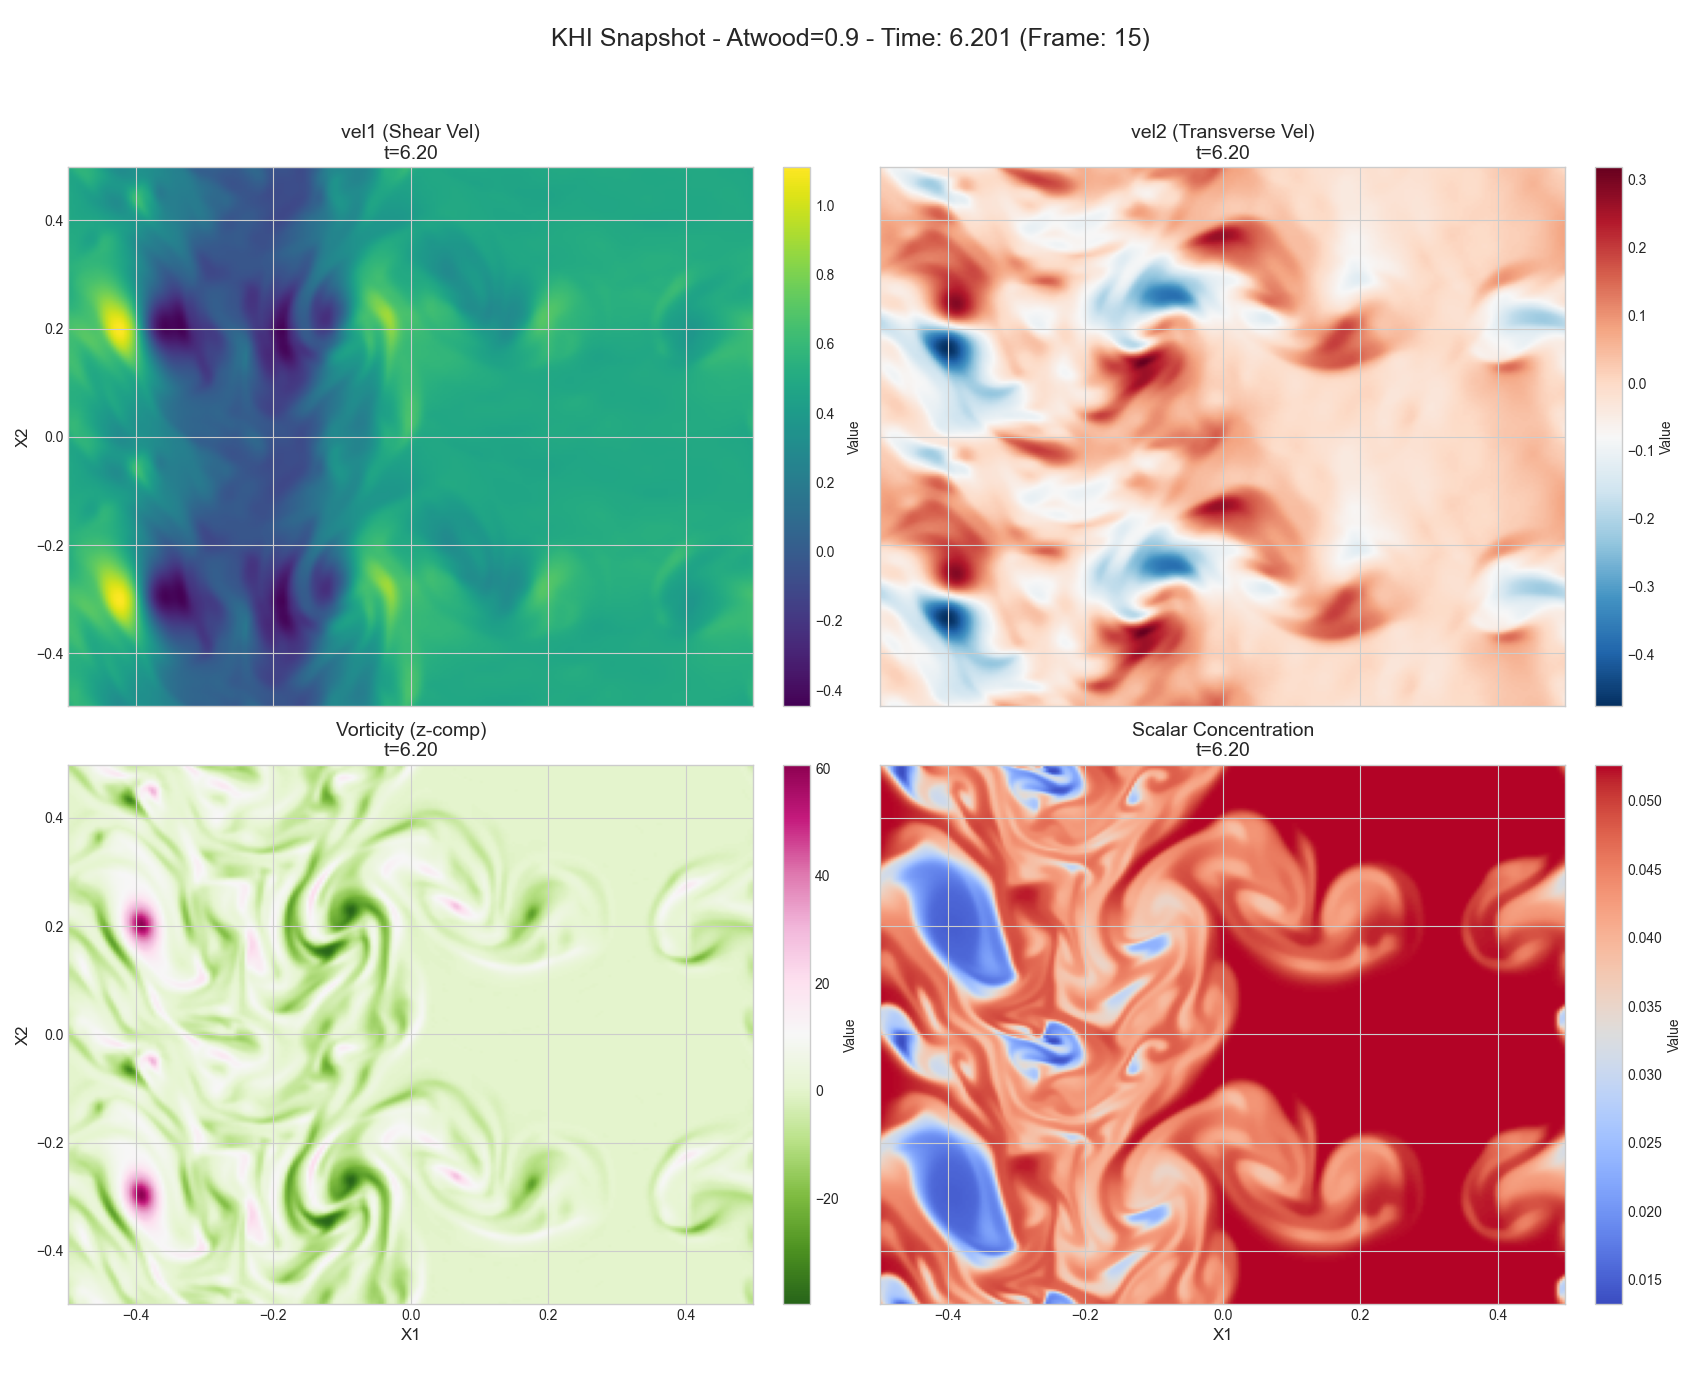 KHI Snapshot - Atwood=0.9 - Time: 6.201 (Frame: 15)
vel1 (Shear Vel)
t=6.20
X2
0.4
0.2
0.0
−0.2
−0.4
1.0
0.8
0.6
0.4
0.2
0.0
−0.2
−0.4
Value
vel2 (Transverse Vel)
t=6.20
0.3
0.2
0.1
0.0
−0.1
−0.2
−0.3
−0.4
Value
Vorticity (z-comp)
t=6.20
X2
0.4
0.2
0.0
−0.2
−0.4
−0.4
−0.2
0.0
0.2
0.4
X1
60
40
20
0
−20
Value
Scalar Concentration
t=6.20
−0.4
−0.2
0.0
0.2
0.4
X1
0.050
0.045
0.040
0.035
0.030
0.025
0.020
0.015
Value